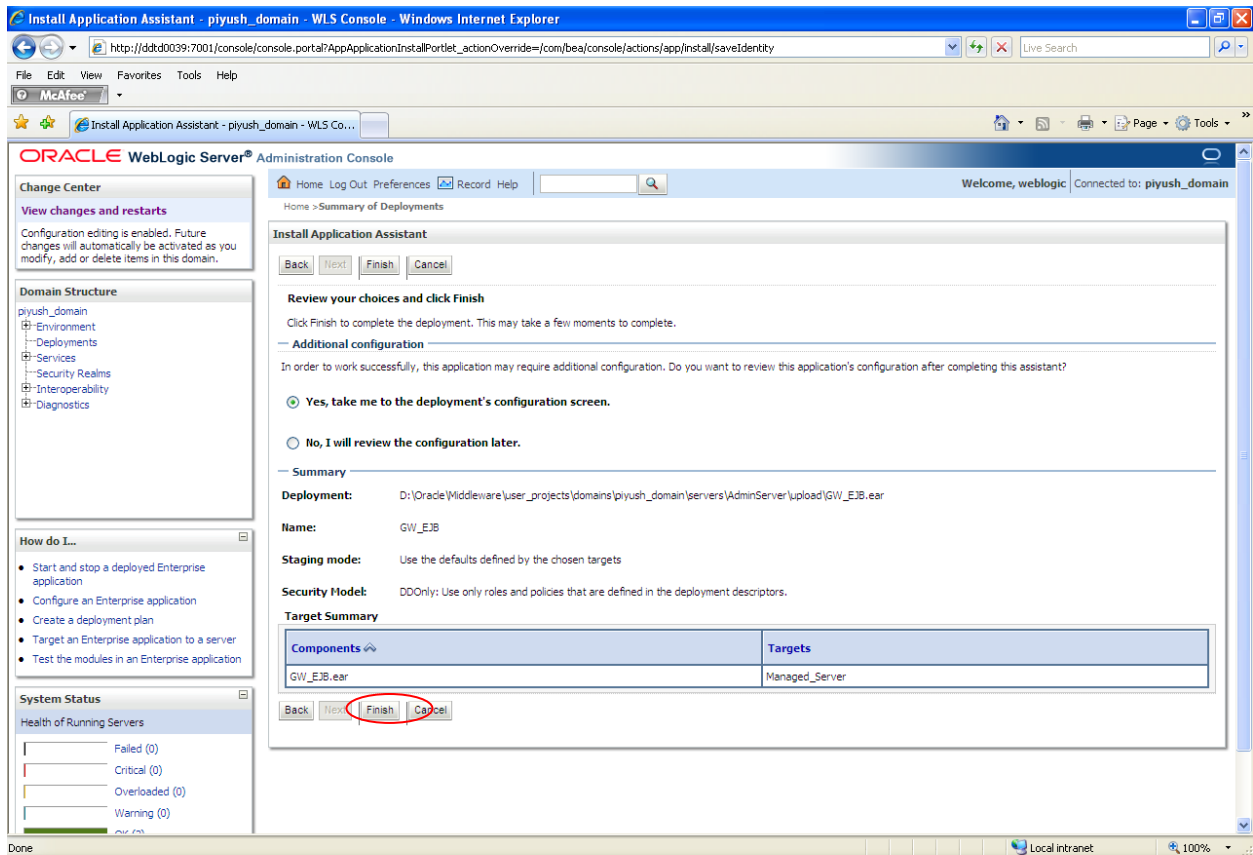 Install Application Assistant - piyush_domain - WLS Console - Windows Internet Explorer
http://ddtd0039:7001/console/console.portal?AppApplicationInstallPortlet_actionOverride=/com/bea/console/actions/app/install/saveIdentity
Live Search
File Edit View Favorites Tools Help
McAfee
Install Application Assistant - piyush_domain - WLS Co...
Page Tools
ORACLE WebLogic Server® Administration Console
Change Center
View changes and restarts
Configuration editing is enabled. Future
changes will automatically be activated as you
modify, add or delete items in this domain.
Domain Structure
piyush_domain
Environment
Deployments
Services
Security Realms
Interoperability
Diagnostics
How do I...
Start and stop a deployed Enterprise
application
Configure an Enterprise application
Create a deployment plan
Target an Enterprise application to a server
Test the modules in an Enterprise application
System Status
Health of Running Servers
Failed (0)
Critical (0)
Overloaded (0)
Warning (0)
Home Log Out Preferences Record Help
Welcome, weblogic Connected to: piyush_domain
Home >Summary of Deployments
Install Application Assistant
Back Next Finish Cancel
Review your choices and click Finish
Click Finish to complete the deployment. This may take a few moments to complete.
Additional configuration
In order to work successfully, this application may require additional configuration. Do you want to review this application's configuration after completing this assistant?
Yes, take me to the deployment's configuration screen.
No, I will review the configuration later.
Summary
Deployment: D:\Oracle\Middleware\user_projects\domains\piyush_domain\servers\AdminServer\upload\GW_EJB.ear
Name: GW_EJB
Staging mode: Use the defaults defined by the chosen targets
Security Model: DDOnly: Use only roles and policies that are defined in the deployment descriptors.
Target Summary
Components Targets
GW_EJB.ear Managed_Server
Back Next Finish Cancel
Done
Local intranet
100%